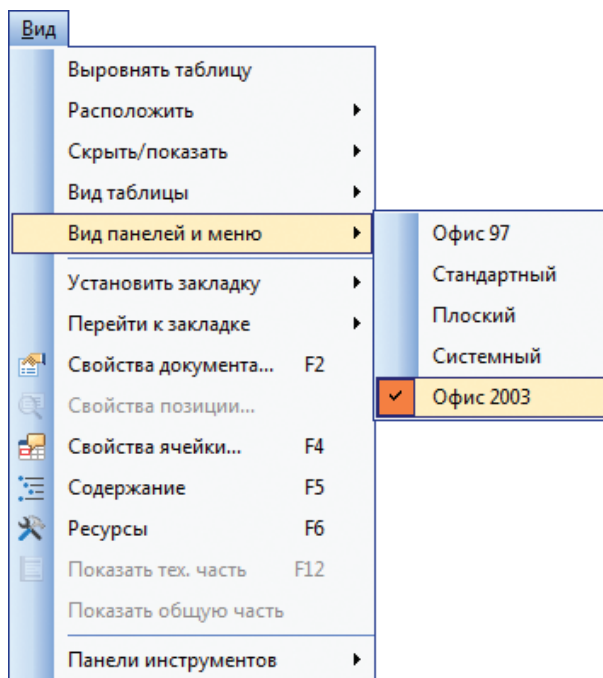 Вид
Выровнять таблицу
Расположить
Скрыть/показать
Вид таблицы
Вид панелей и меню
Офис 97
Стандартный
Плоский
Системный
Офис 2003
Установить закладку
Перейти к закладке
Свойства документа... F2
Свойства позиции...
Свойства ячейки... F4
Содержание F5
Ресурсы F6
Показать тех. часть F12
Показать общую часть
Панели инструментов